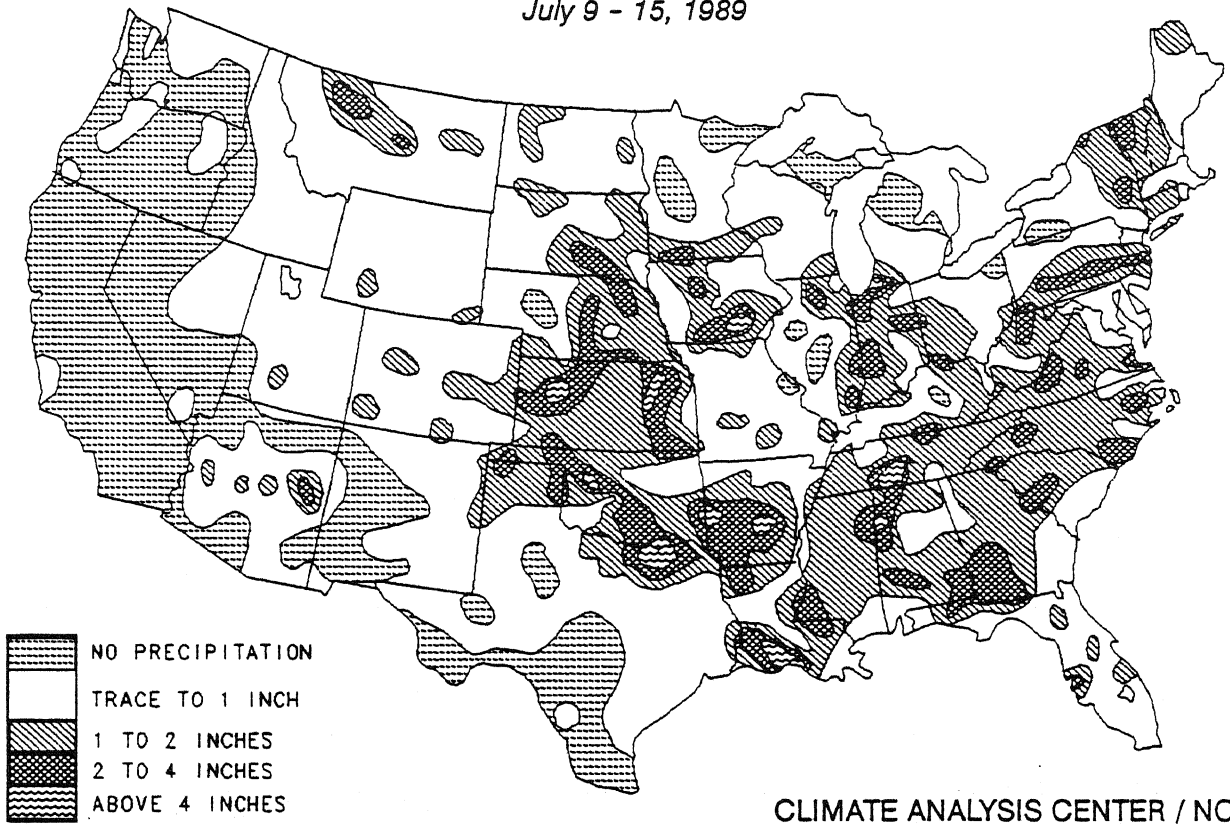 July 9 - 15, 1989
NO PRECIPITATION
TRACE TO 1 INCH
1 TO 2 INCHES
2 TO 4 INCHES
ABOVE 4 INCHES
CLIMATE ANALYSIS CENTER / NO